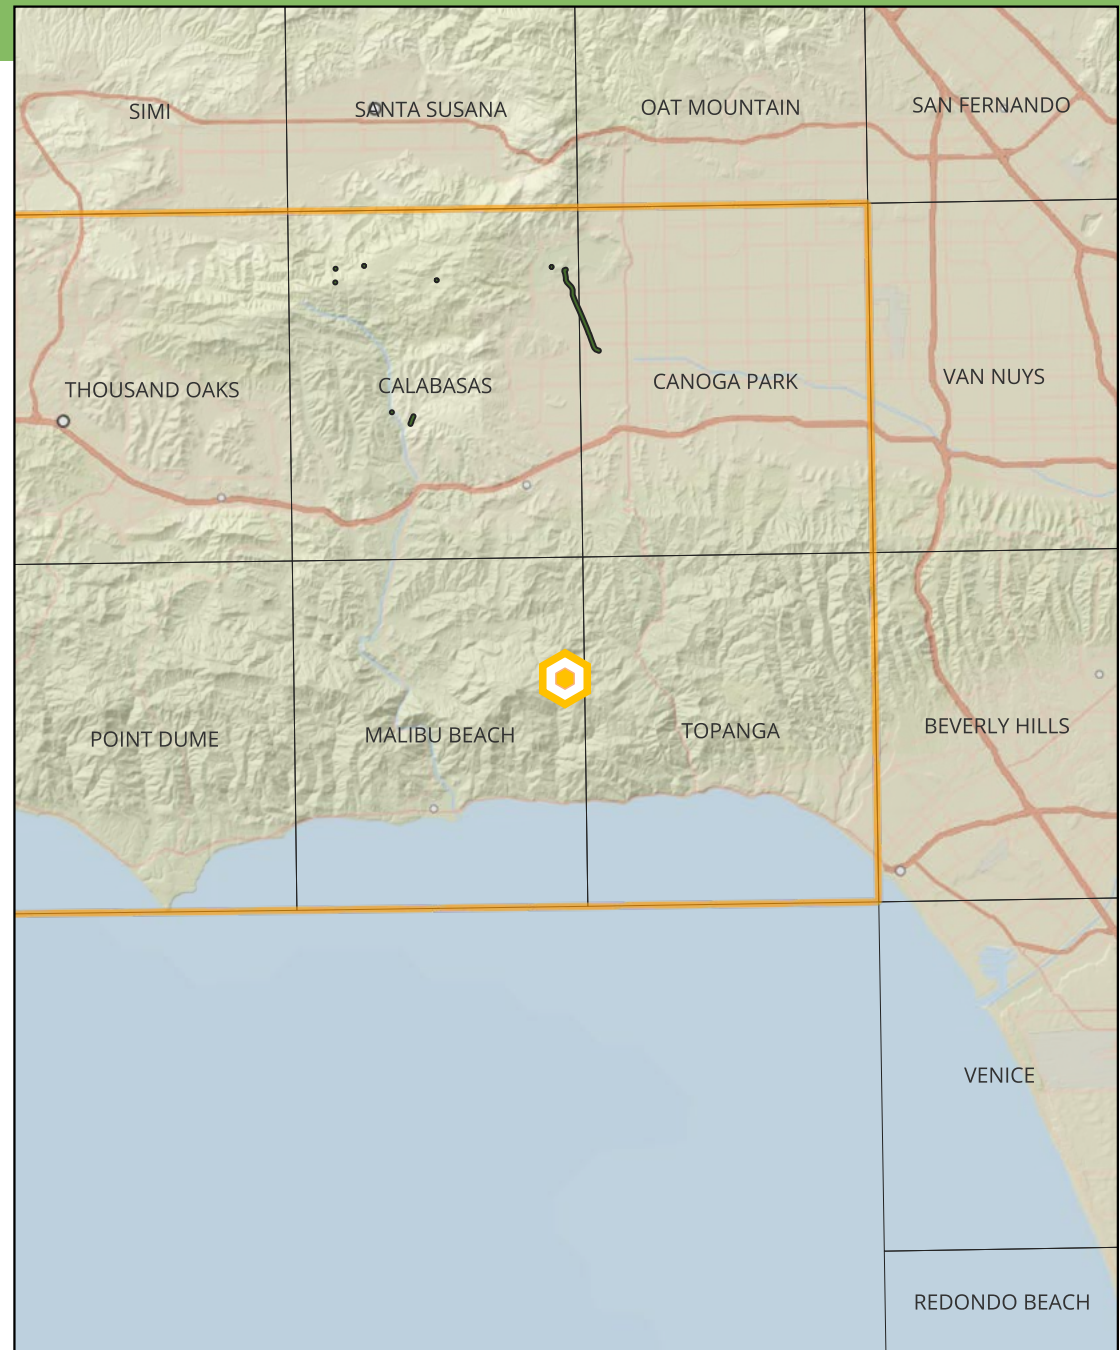 SIMI
SANTA SUSANA
OAT MOUNTAIN
SAN FERNANDO
THOUSAND OAKS
CALABASAS
CANOGA PARK
VAN NUYS
POINT DUME
MALIBU BEACH
TOPANGA
BEVERLY HILLS
VENICE
REDONDO BEACH